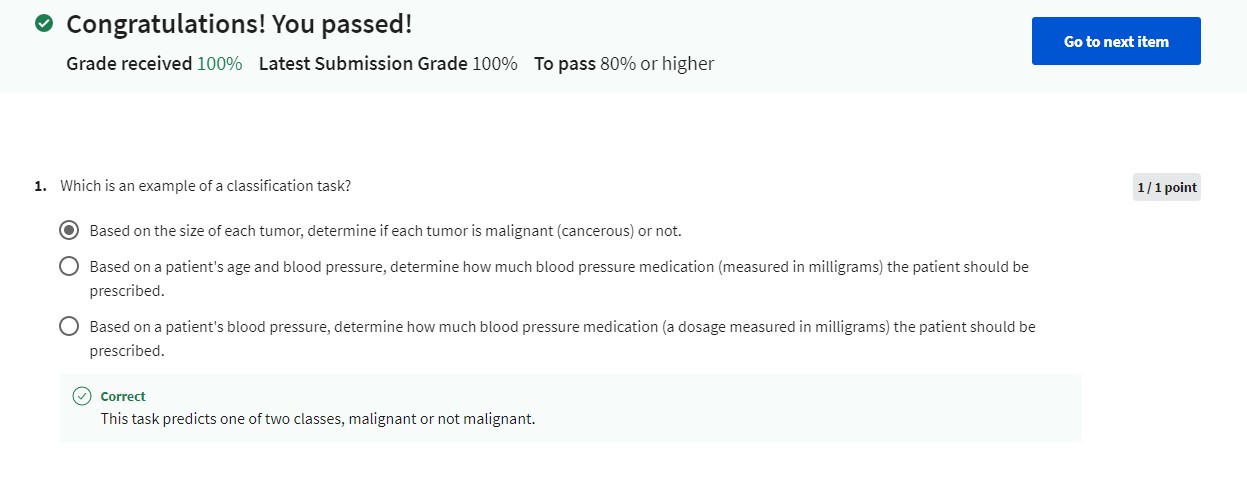 Congratulations! You passed!
Go to next item
Grade received 100% Latest Submission Grade 100% To pass 80% or higher
1. Which is an example of a classification task?
1 / 1 point
Based on the size of each tumor, determine if each tumor is malignant (cancerous) or not.
Based on a patient's age and blood pressure, determine how much blood pressure medication (measured in milligrams) the patient should be
prescribed.
Based on a patient's blood pressure, determine how much blood pressure medication (a dosage measured in milligrams) the patient should be
prescribed.
Correct
This task predicts one of two classes, malignant or not malignant.